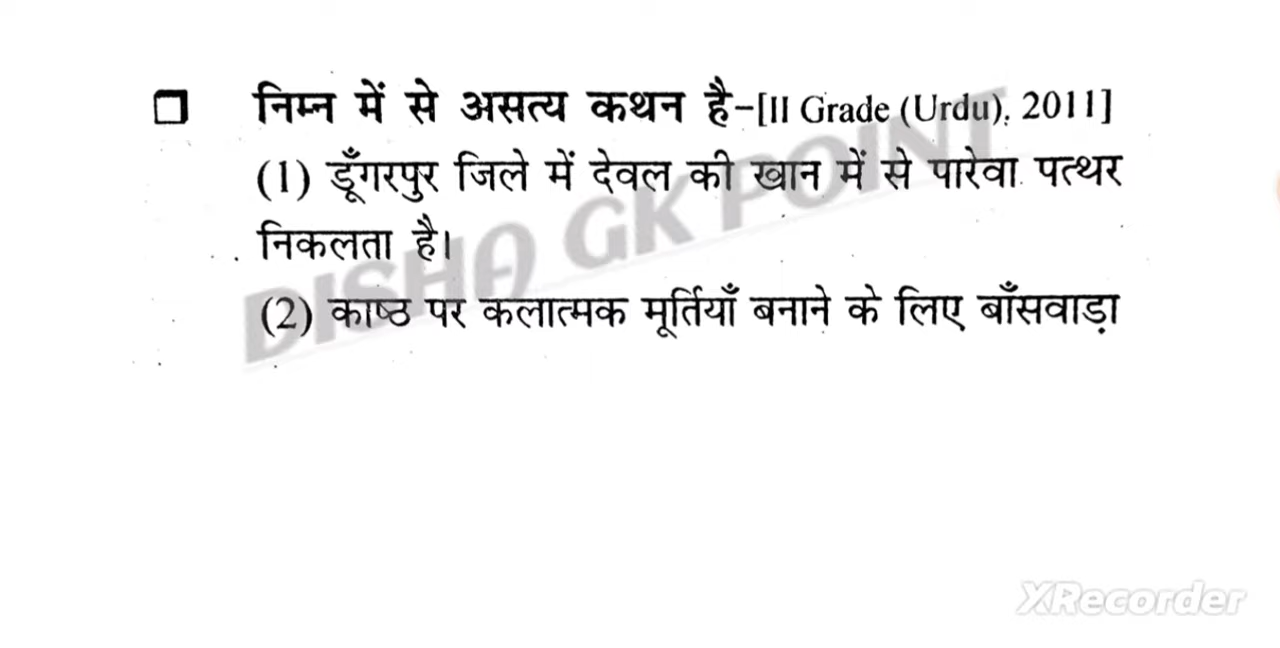 निम्न में से असत्य कथन है-[II Grade (Urdu), 2011]
(1) डूँगरपुर जिले में देवल की खान में से पारेवा पत्थर
निकलता है।
(2) काष्ठ पर कलात्मक मूर्तियाँ बनाने के लिए बाँसवाड़ा
DISHA GK POINT
XRecorder